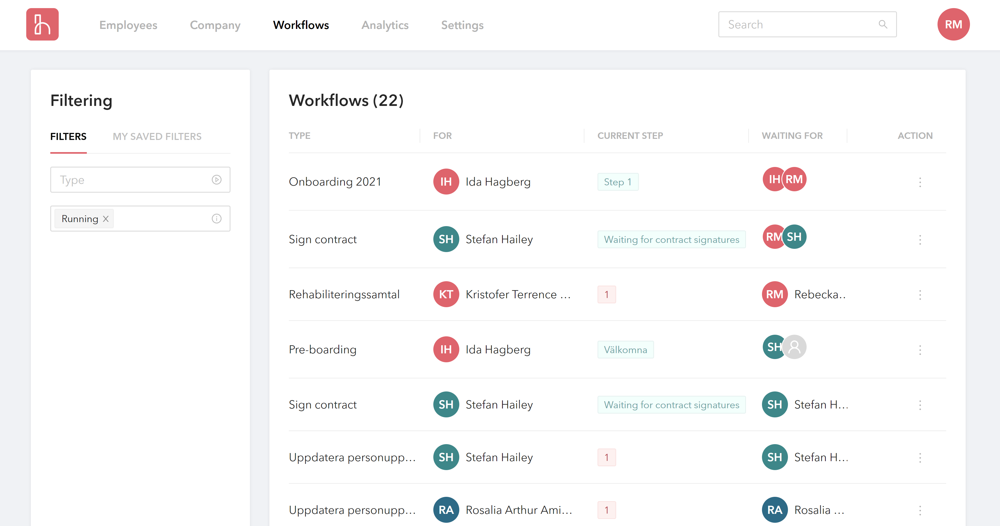 h Employees Company Workflows Analytics Settings Search RM
Filtering
FILTERS MY SAVED FILTERS
Type
Running X
Workflows (22)
TYPE FOR CURRENT STEP WAITING FOR ACTION
Onboarding 2021 IH Ida Hagberg Step 1 IH RM
Sign contract SH Stefan Hailey Waiting for contract signatures RM SH
Rehabiliteringssamtal KT Kristofer Terrence ... 1 RM Rebecka..
Pre-boarding IH Ida Hagberg Välkomna SH
Sign contract SH Stefan Hailey Waiting for contract signatures SH Stefan H...
Uppdatera personupp... SH Stefan Hailey 1 SH Stefan H...
Uppdatera personupp... RA Rosalia Arthur Ami... 1 RA Rosalia ...